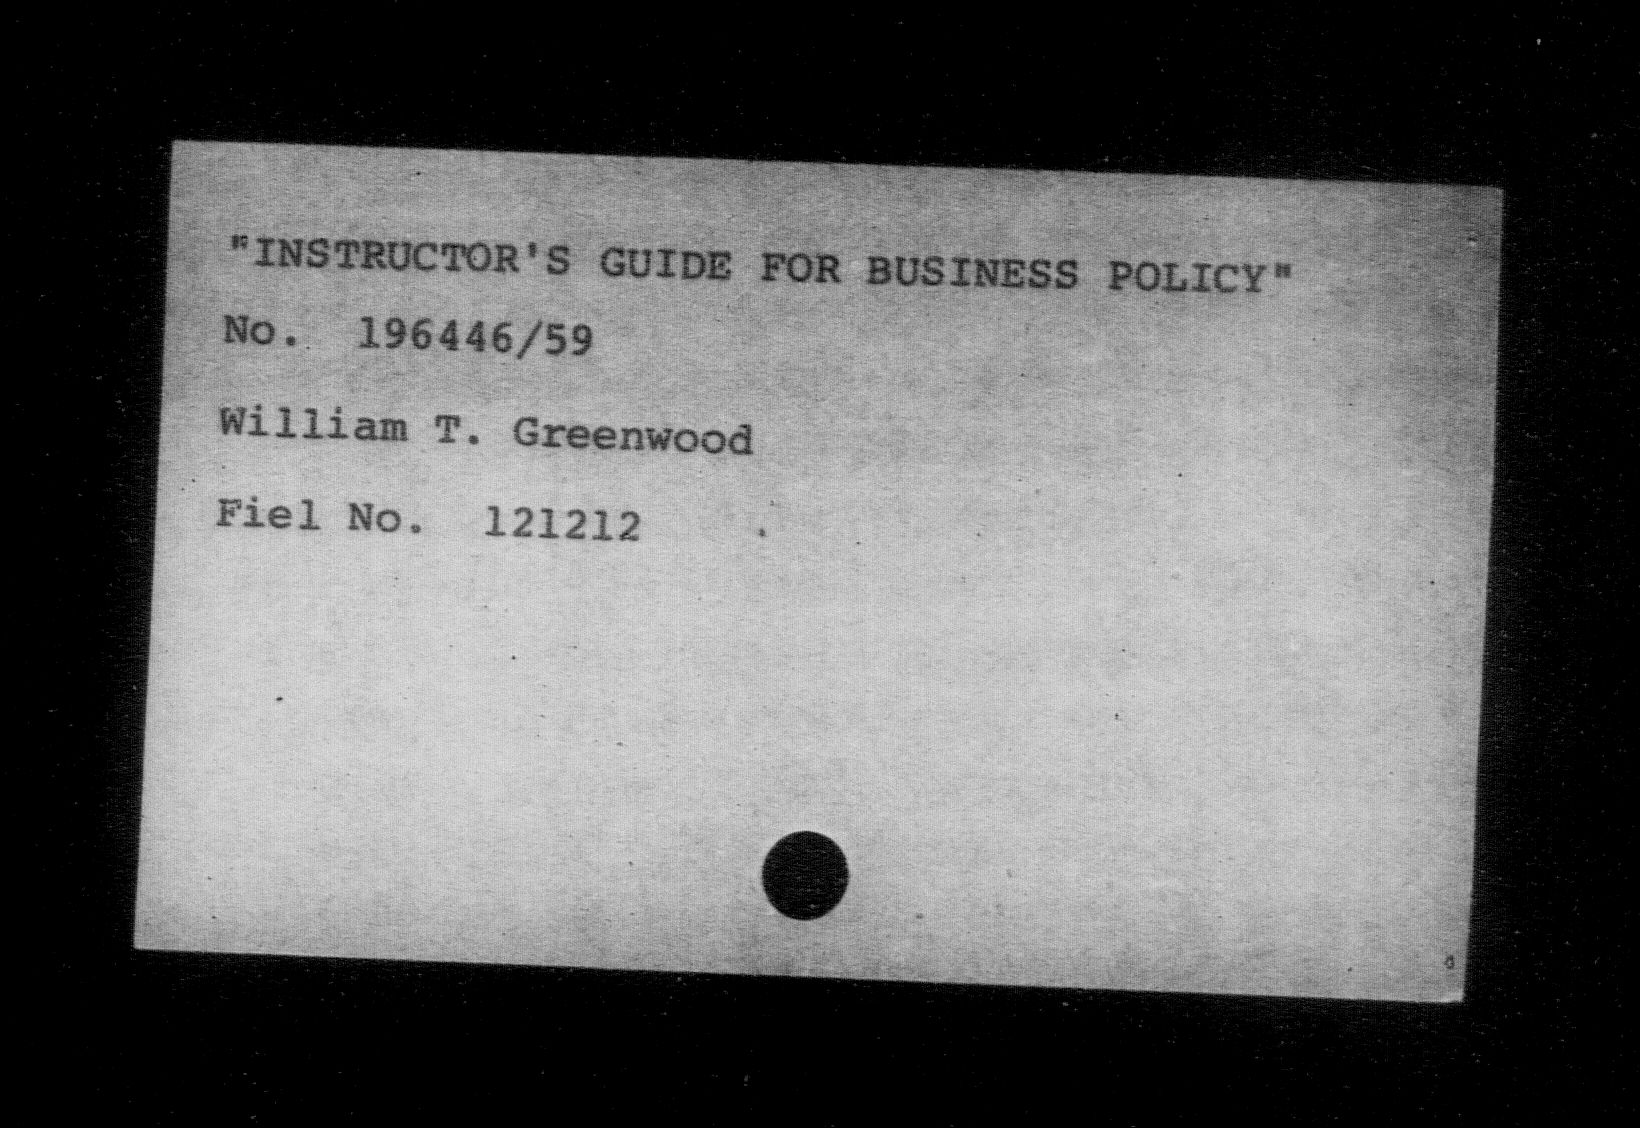 "INSTRUCTOR'S GUIDE FOR BUSINESS POLICY"
No. 196446/59
William T. Greenwood
Fiel No. 121212